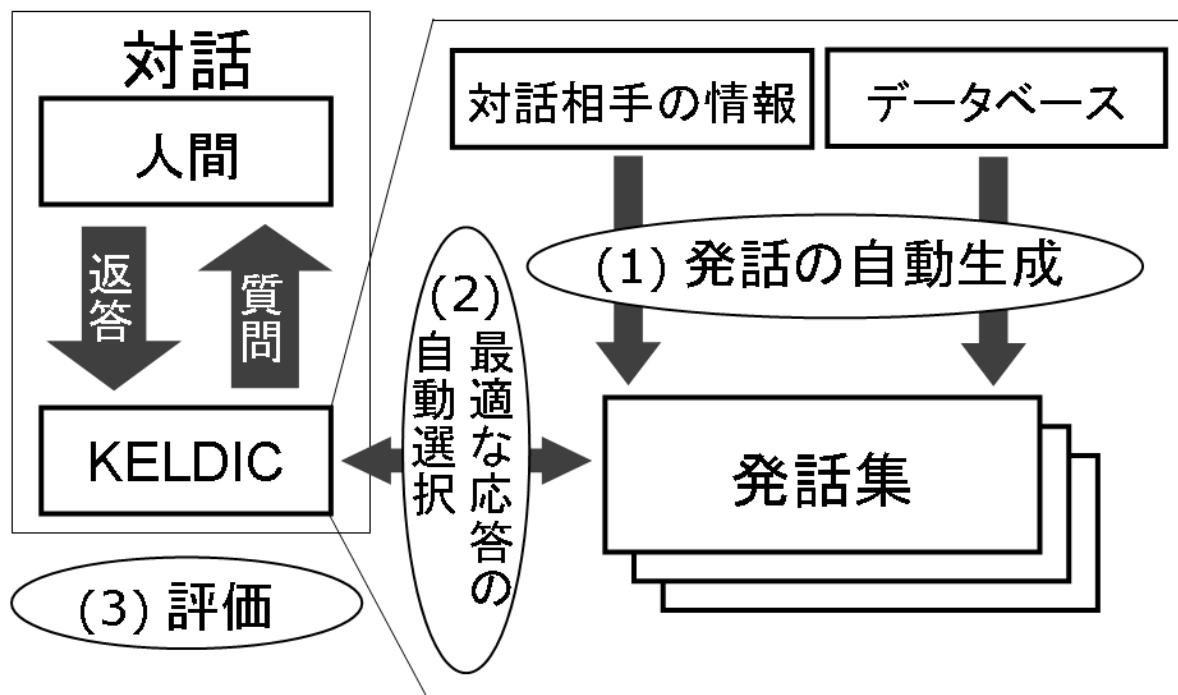 対話
人間
返答
質問
KELDIC
(3) 評価
対話相手の情報
データベース
(1) 発話の自動生成
(2)
最適な応答の
自動選択
発話集